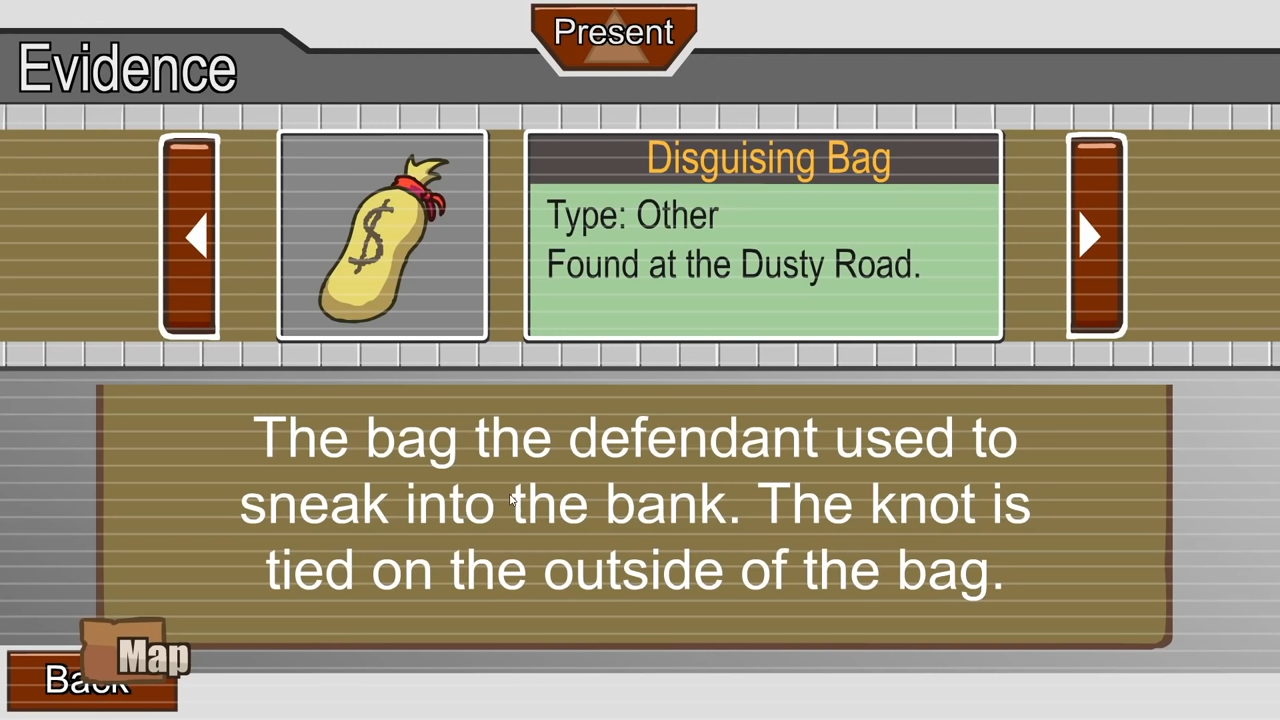 Present
Evidence
Disguising Bag
Type: Other
Found at the Dusty Road.
$
The bag the defendant used to
sneak into the bank. The knot is
tied on the outside of the bag.
Map
Back